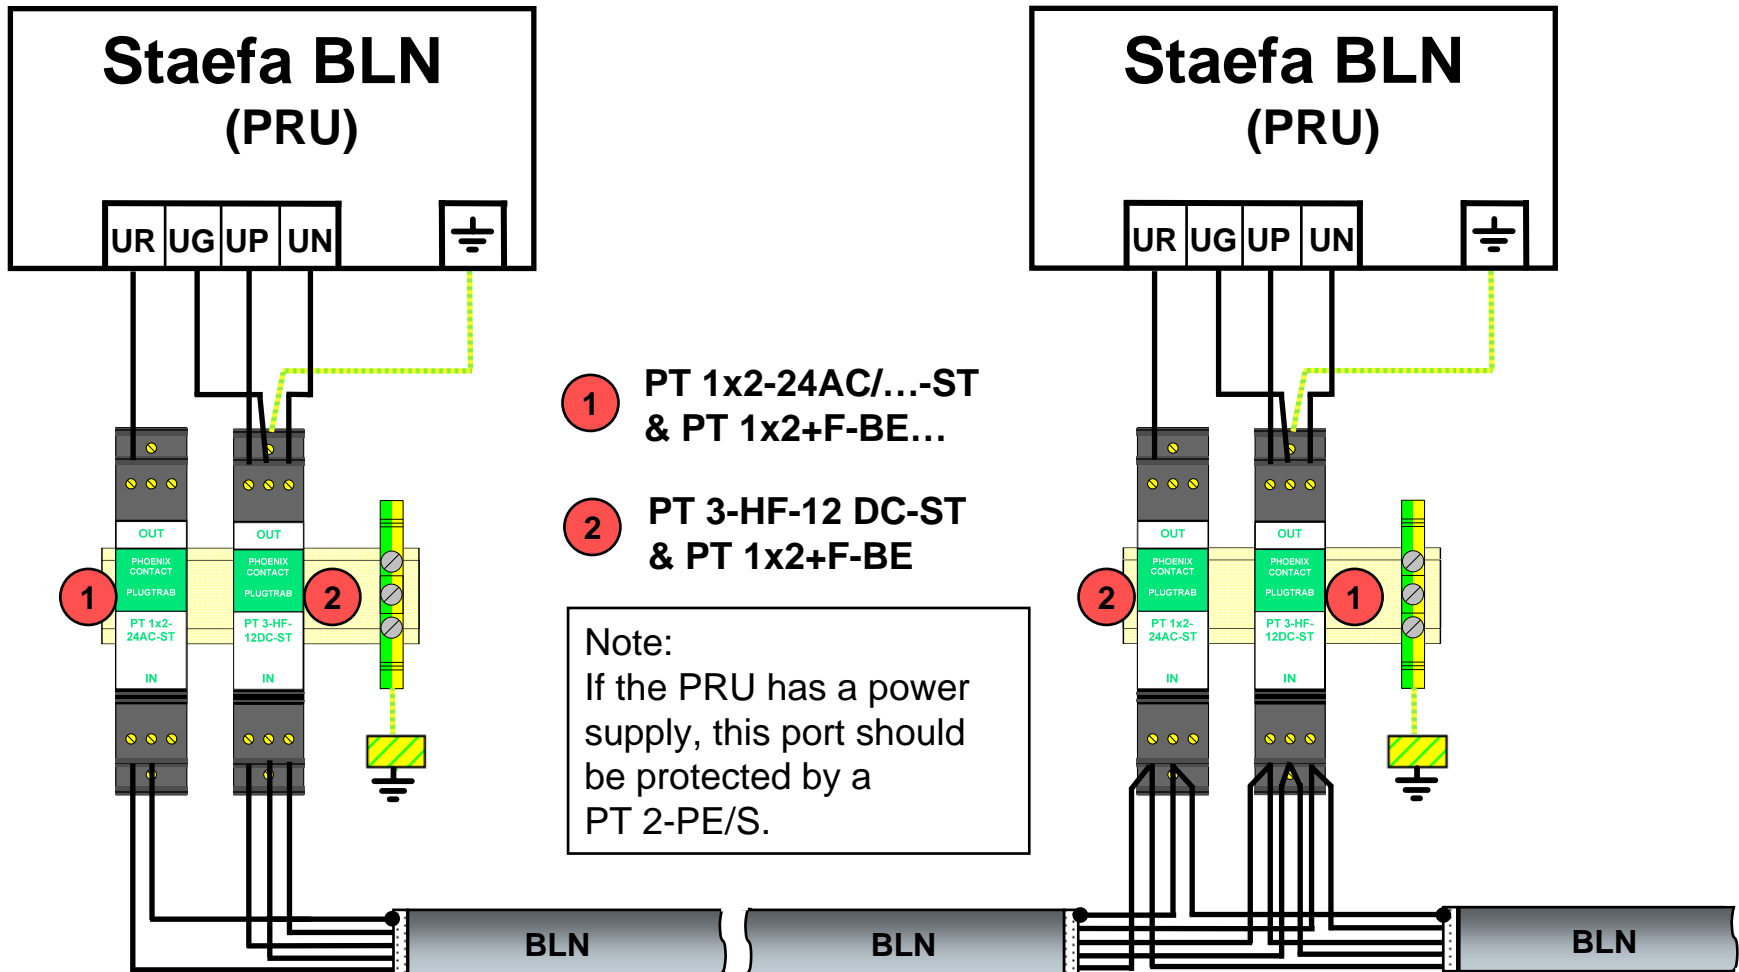 Staefa BLN
(PRU)
UR UG UP UN
Staefa BLN
(PRU)
UR UG UP UN
1 PT 1x2-24AC/...-ST
& PT 1x2+F-BE...
2 PT 3-HF-12 DC-ST
& PT 1x2+F-BE
OUT
PHOENIX
CONTACT
PLUGTRAB
PT 1x2-
24AC-ST
IN
1
OUT
PHOENIX
CONTACT
PLUGTRAB
PT 3-HF-
12DC-ST
IN
2
Note:
If the PRU has a power
supply, this port should
be protected by a
PT 2-PE/S.
OUT
PHOENIX
CONTACT
PLUGTRAB
PT 1x2-
24AC-ST
IN
2
OUT
PHOENIX
CONTACT
PLUGTRAB
PT 3-HF-
12DC-ST
IN
1
BLN
BLN
BLN